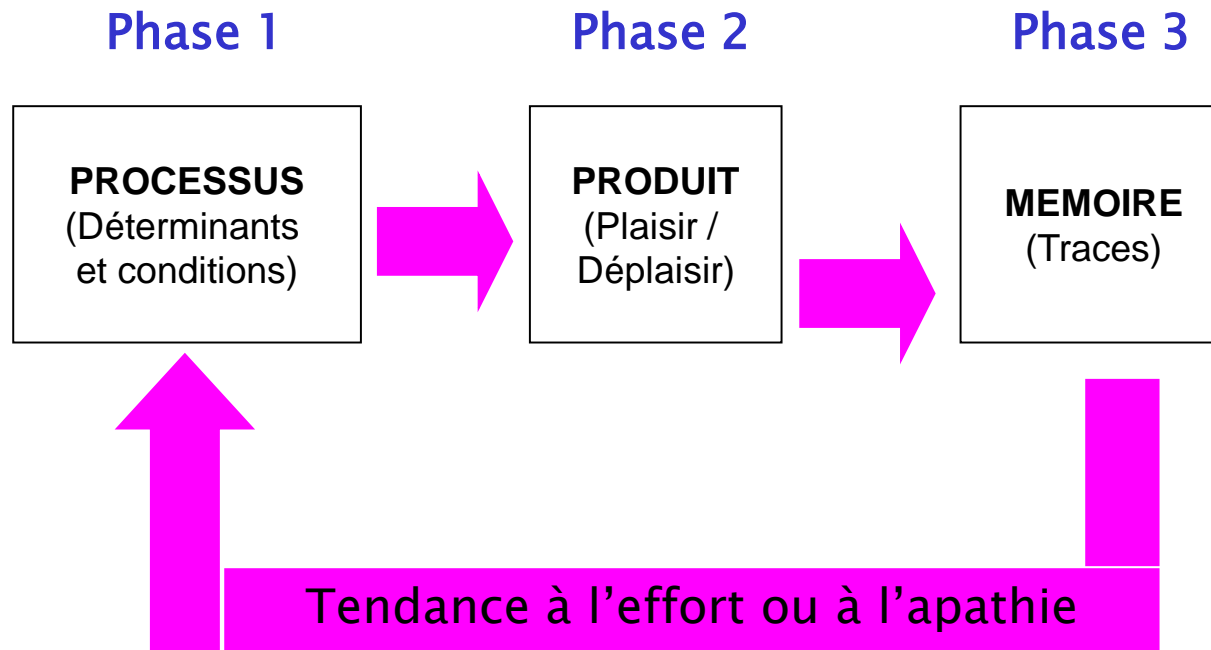 Phase 1
Phase 2
Phase 3
PROCESSUS
(Déterminants
et conditions)
PRODUIT
(Plaisir /
Déplaisir)
MEMOIRE
(Traces)
Tendance à l’effort ou à l’apathie